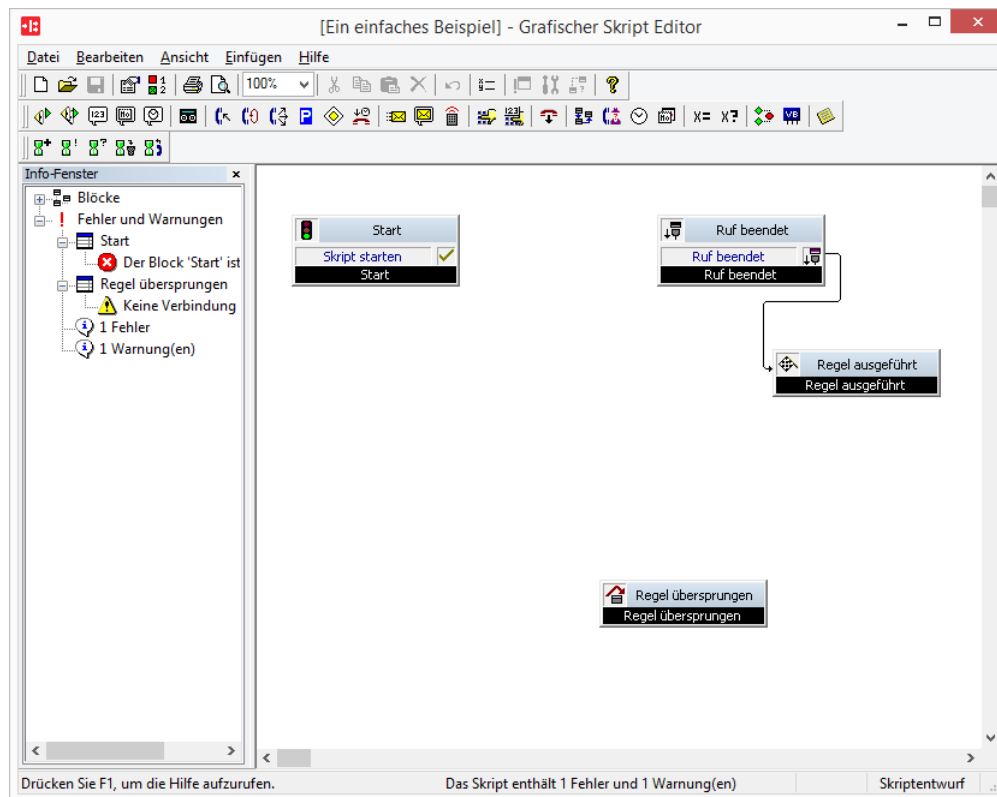 [Ein einfaches Beispiel] - Grafischer Skript Editor
Datei Bearbeiten Ansicht Einfügen Hilfe
100%
X= X?
Info-Fenster
Blöcke
Fehler und Warnungen
Start
Der Block 'Start' ist
Regel übersprungen
Keine Verbindung
1 Fehler
1 Warnung(en)
Start
Skript starten
Start
Ruf beendet
Ruf beendet
Ruf beendet
Regel ausgeführt
Regel ausgeführt
Regel übersprungen
Regel übersprungen
Drücken Sie F1, um die Hilfe aufzurufen.
Das Skript enthält 1 Fehler und 1 Warnung(en)
Skriptentwurf